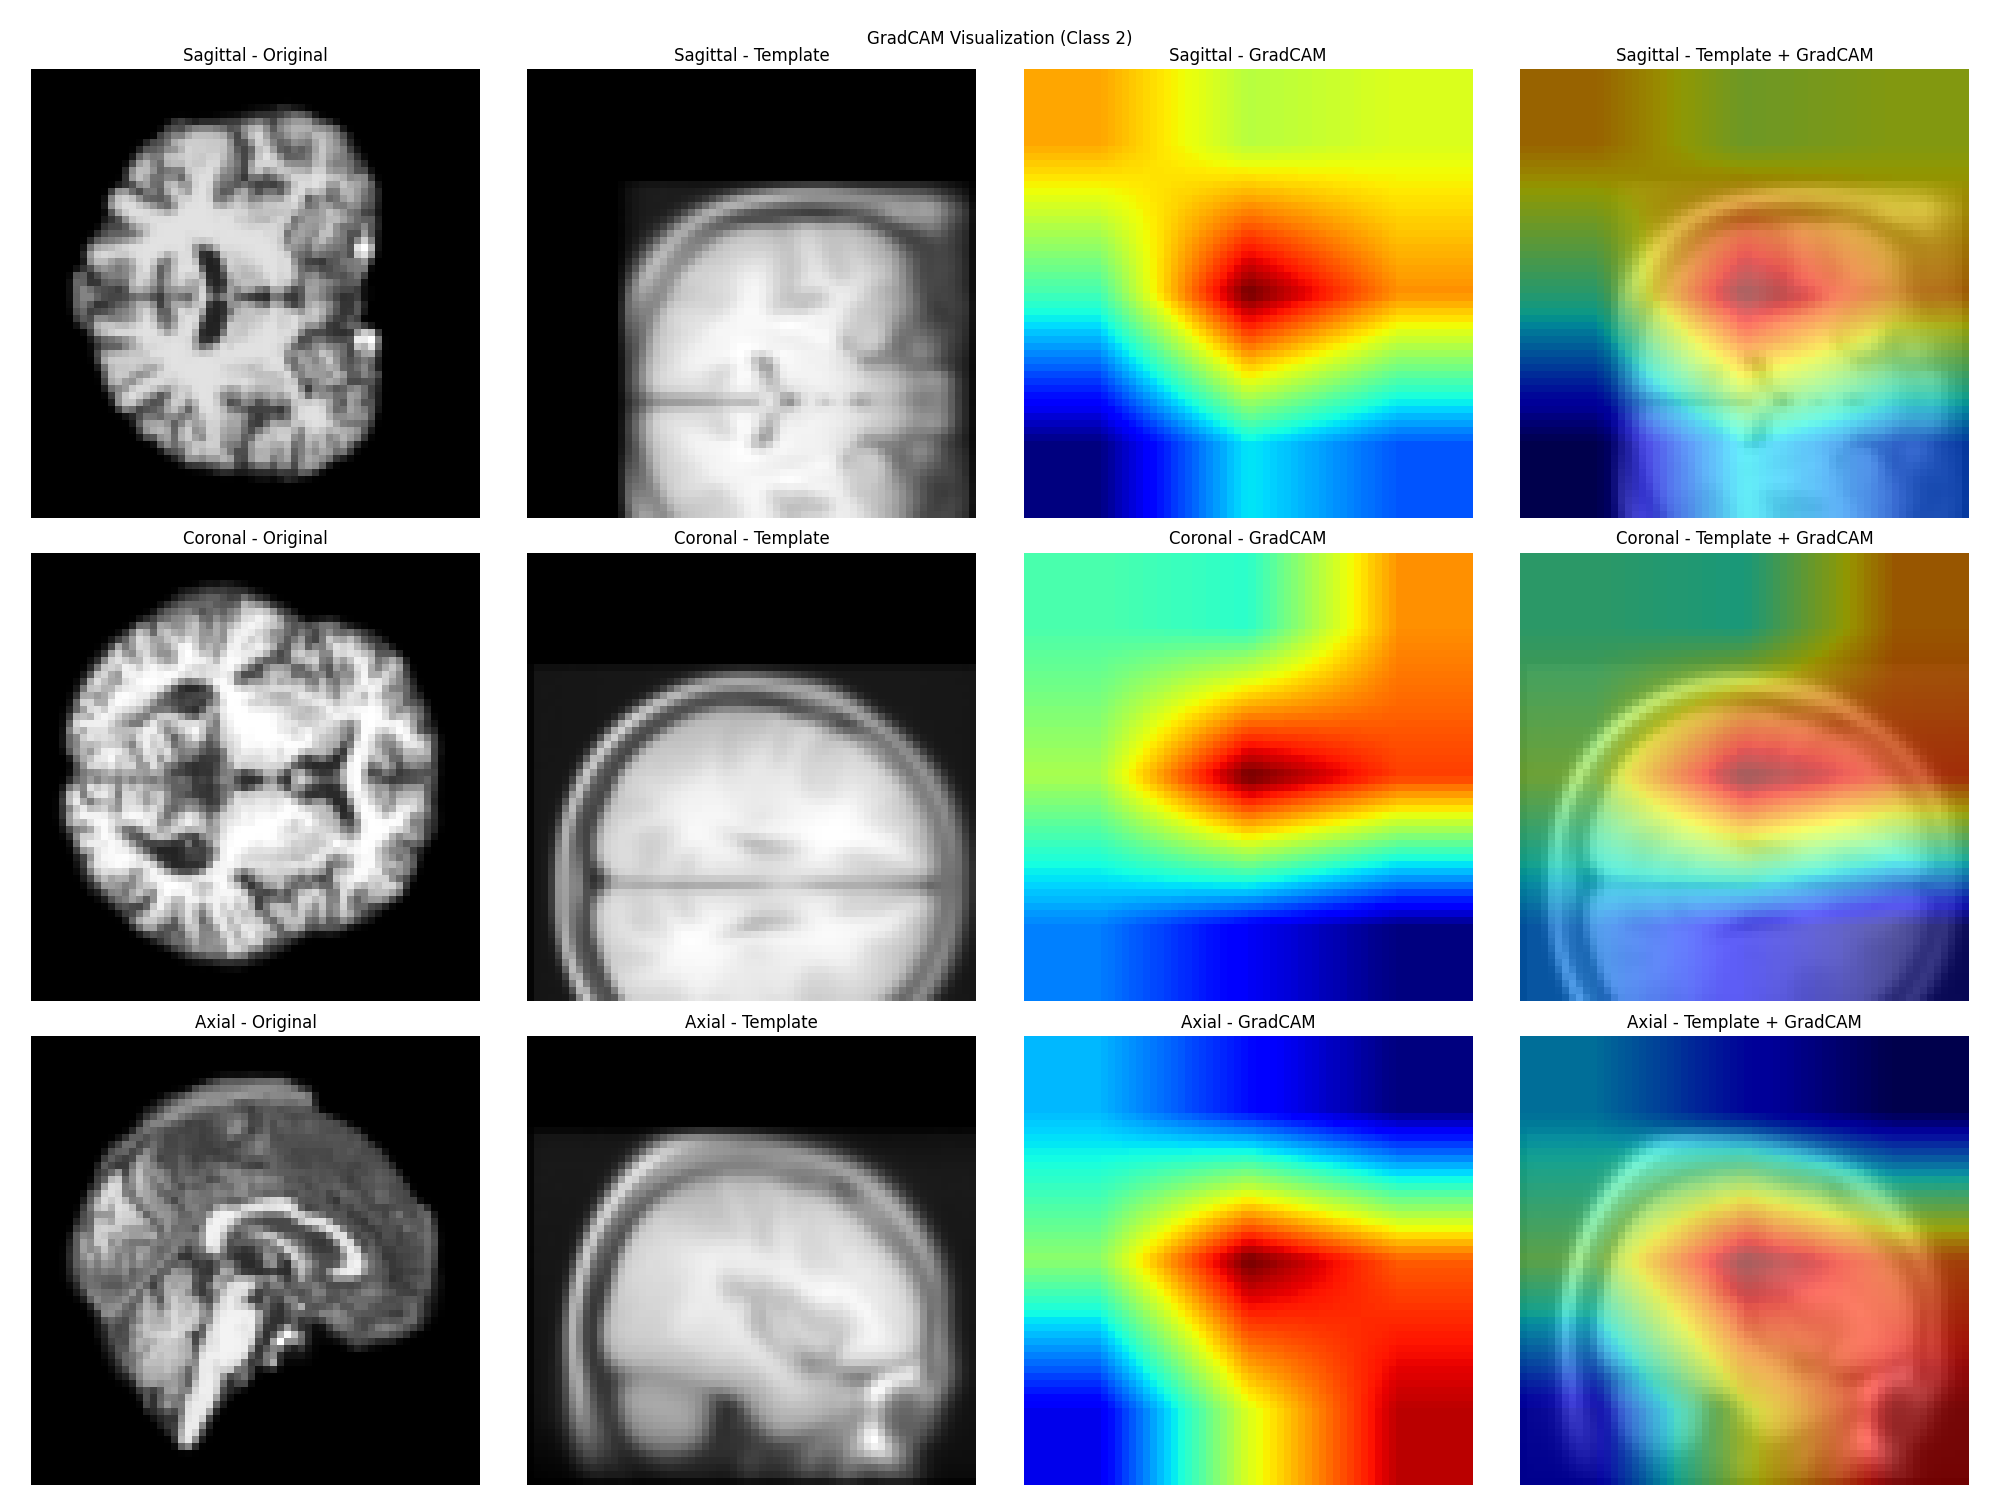 GradCAM Visualization (Class 2)
Sagittal - Original
Sagittal - Template
Sagittal - GradCAM
Sagittal - Template + GradCAM
Coronal - Original
Coronal - Template
Coronal - GradCAM
Coronal - Template + GradCAM
Axial - Original
Axial - Template
Axial - GradCAM
Axial - Template + GradCAM